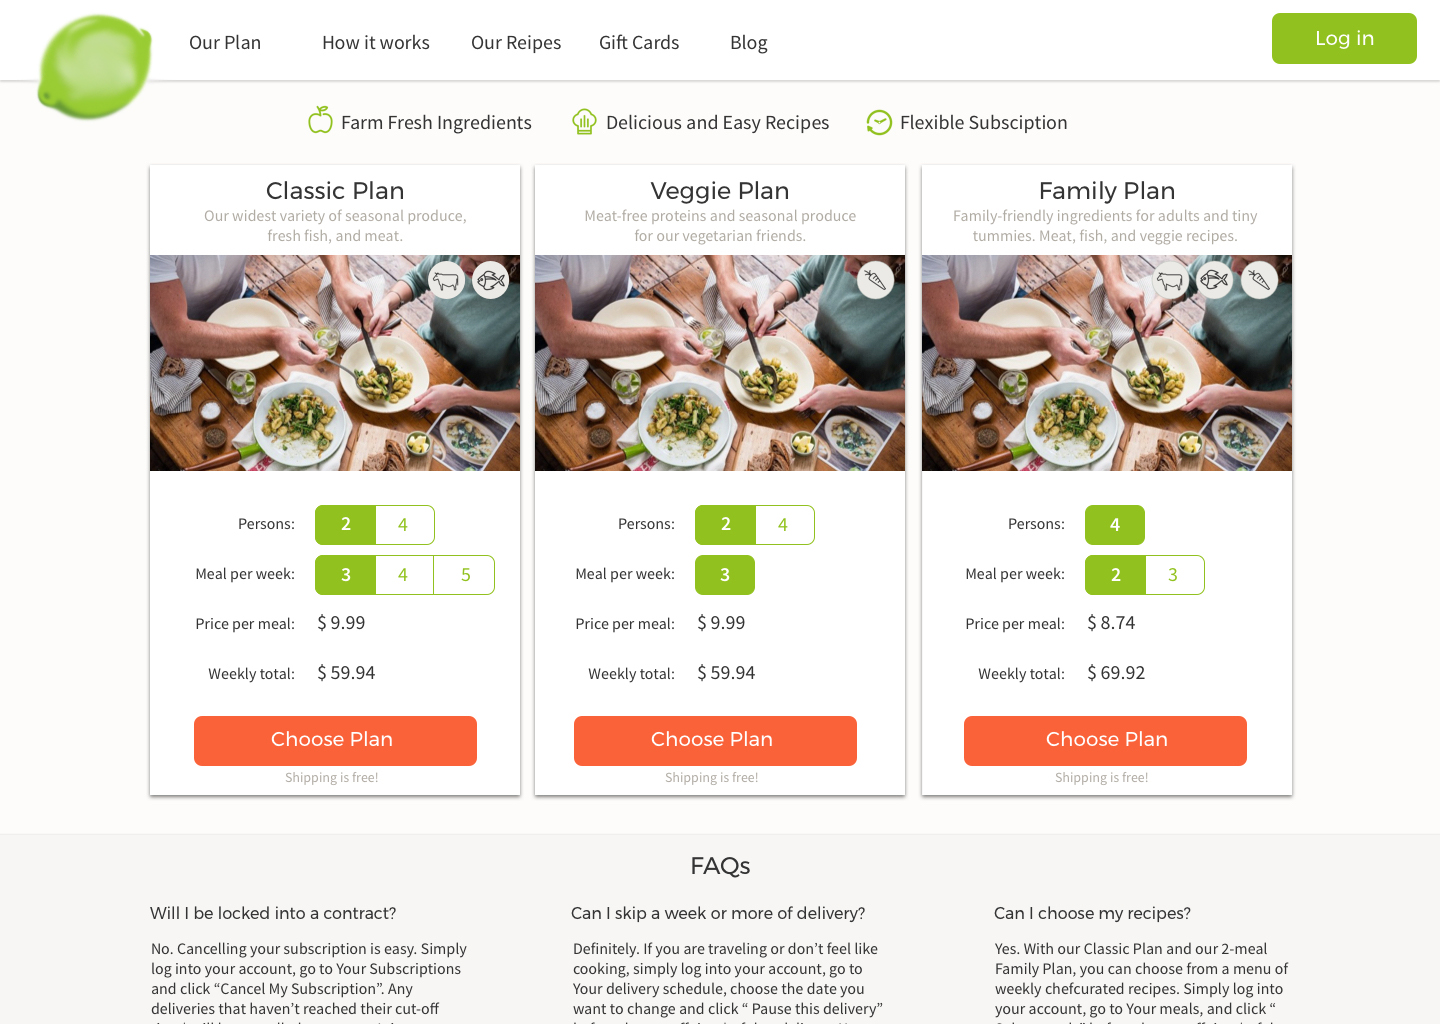 Our Plan
How it works
Our Reipes
Gift Cards
Blog
Log in
Farm Fresh Ingredients
Delicious and Easy Recipes
Flexible Subsciption
Classic Plan
Our widest variety of seasonal produce,
fresh fish, and meat.
Persons:
2
4
Meal per week:
3
4
5
Price per meal:
$ 9.99
Weekly total:
$ 59.94
Choose Plan
Shipping is free!
Veggie Plan
Meat-free proteins and seasonal produce
for our vegetarian friends.
Persons:
2
4
Meal per week:
3
Price per meal:
$ 9.99
Weekly total:
$ 59.94
Choose Plan
Shipping is free!
Family Plan
Family-friendly ingredients for adults and tiny
tummies. Meat, fish, and veggie recipes.
Persons:
4
Meal per week:
2
3
Price per meal:
$ 8.74
Weekly total:
$ 69.92
Choose Plan
Shipping is free!
FAQs
Will I be locked into a contract?
No. Cancelling your subscription is easy. Simply
log into your account, go to Your Subscriptions
and click “Cancel My Subscription”. Any
deliveries that haven’t reached their cut-off
Can I skip a week or more of delivery?
Definitely. If you are traveling or don’t feel like
cooking, simply log into your account, go to
Your delivery schedule, choose the date you
want to change and click “ Pause this delivery”
Can I choose my recipes?
Yes. With our Classic Plan and our 2-meal
Family Plan, you can choose from a menu of
weekly chefcurated recipes. Simply log into
your account, go to Your meals, and click “